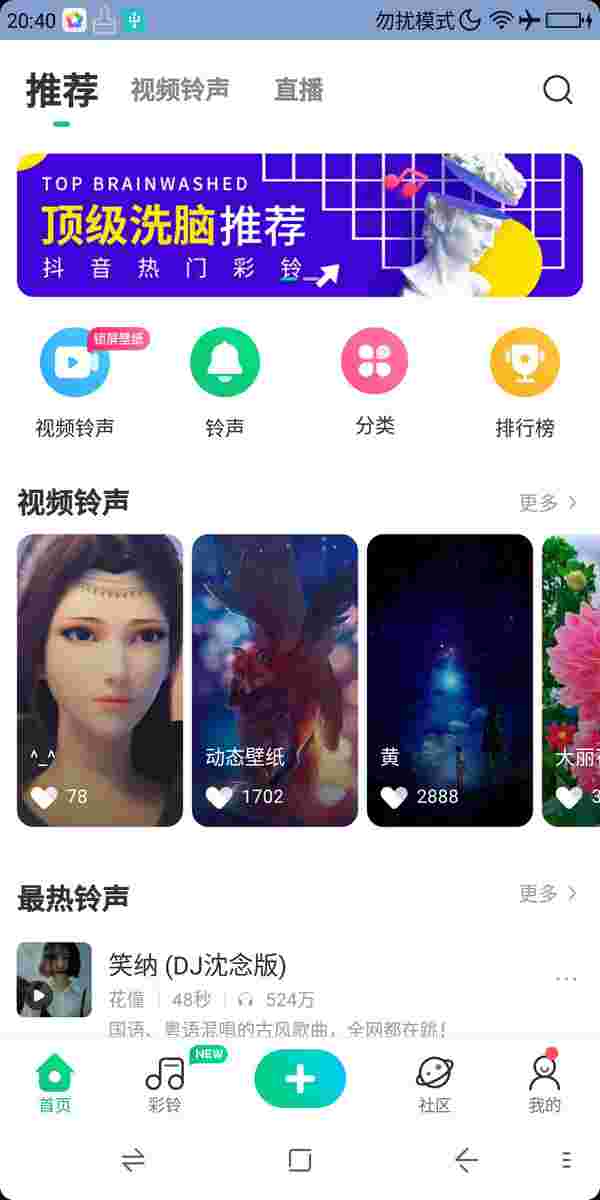 20:40
勿扰模式
推荐 视频铃声 直播
TOP BRAINWASHED
顶级洗脑推荐
抖音热门彩铃
锁屏壁纸
视频铃声 铃声 分类 排行榜
视频铃声 更多
^_^ 动态壁纸 黄 大丽花
78 1702 2888 3
最热铃声 更多
笑纳 (DJ沈念版)
花僮 48秒 524万
国语、粤语混唱的古风歌曲，全网都在跳！
NEW
首页 彩铃 社区 我的